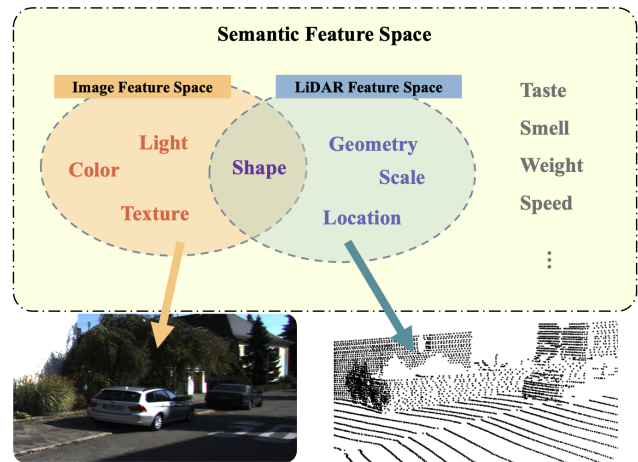 Semantic Feature Space
Image Feature Space
LiDAR Feature Space
Light
Color
Texture
Shape
Geometry
Scale
Location
Taste
Smell
Weight
Speed
⋮